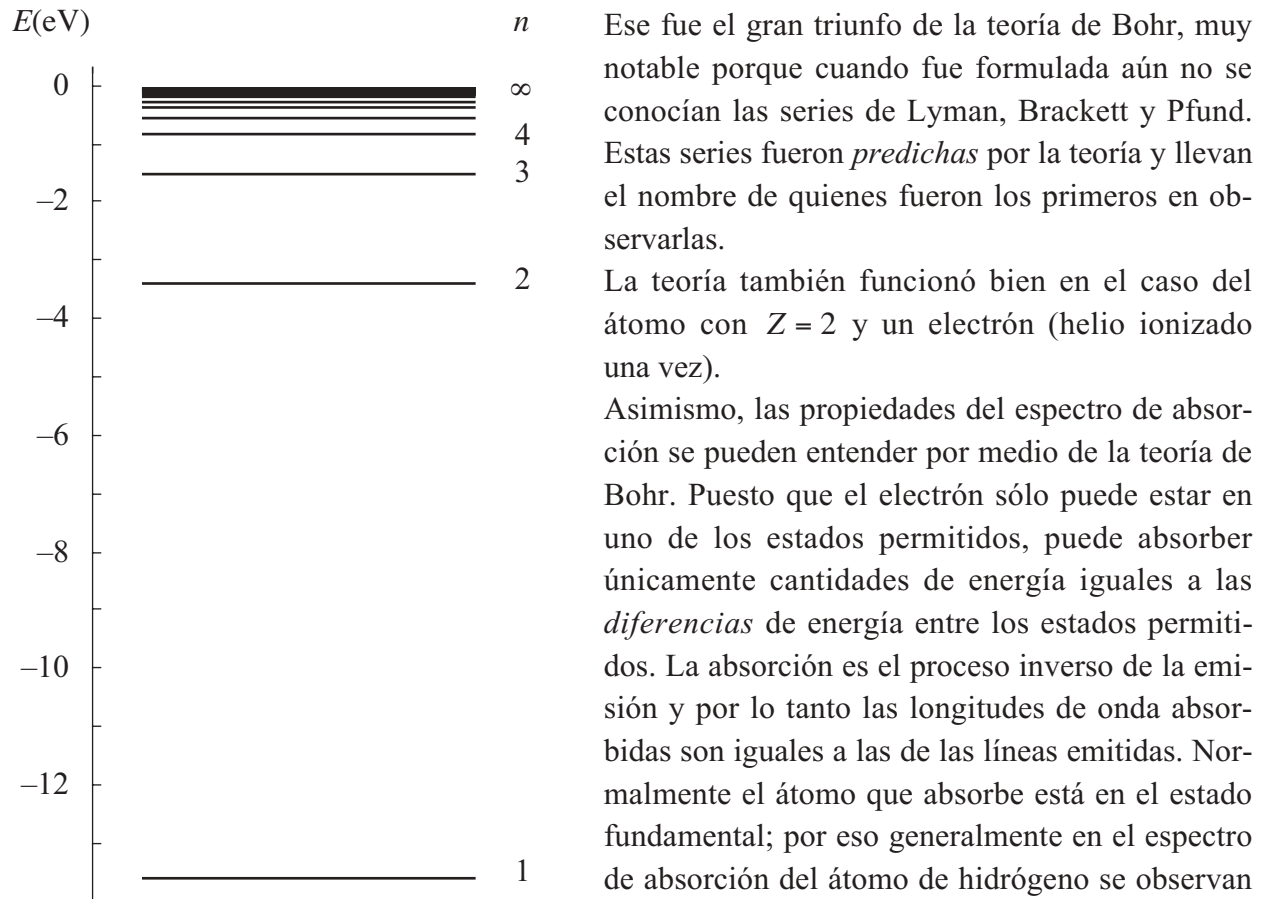 E(eV)
n
0
∞
4
3
–2
2
–4
–6
–8
–10
–12
1
Ese fue el gran triunfo de la teoría de Bohr, muy
notable porque cuando fue formulada aún no se
conocían las series de Lyman, Brackett y Pfund.
Estas series fueron predichas por la teoría y llevan
el nombre de quienes fueron los primeros en ob-
servarlas.
La teoría también funcionó bien en el caso del
átomo con Z = 2 y un electrón (helio ionizado
una vez).
Asimismo, las propiedades del espectro de absor-
ción se pueden entender por medio de la teoría de
Bohr. Puesto que el electrón sólo puede estar en
uno de los estados permitidos, puede absorber
únicamente cantidades de energía iguales a las
diferencias de energía entre los estados permiti-
dos. La absorción es el proceso inverso de la emi-
sión y por lo tanto las longitudes de onda absor-
bidas son iguales a las de las líneas emitidas. Nor-
malmente el átomo que absorbe está en el estado
fundamental; por eso generalmente en el espectro
de absorción del átomo de hidrógeno se observan